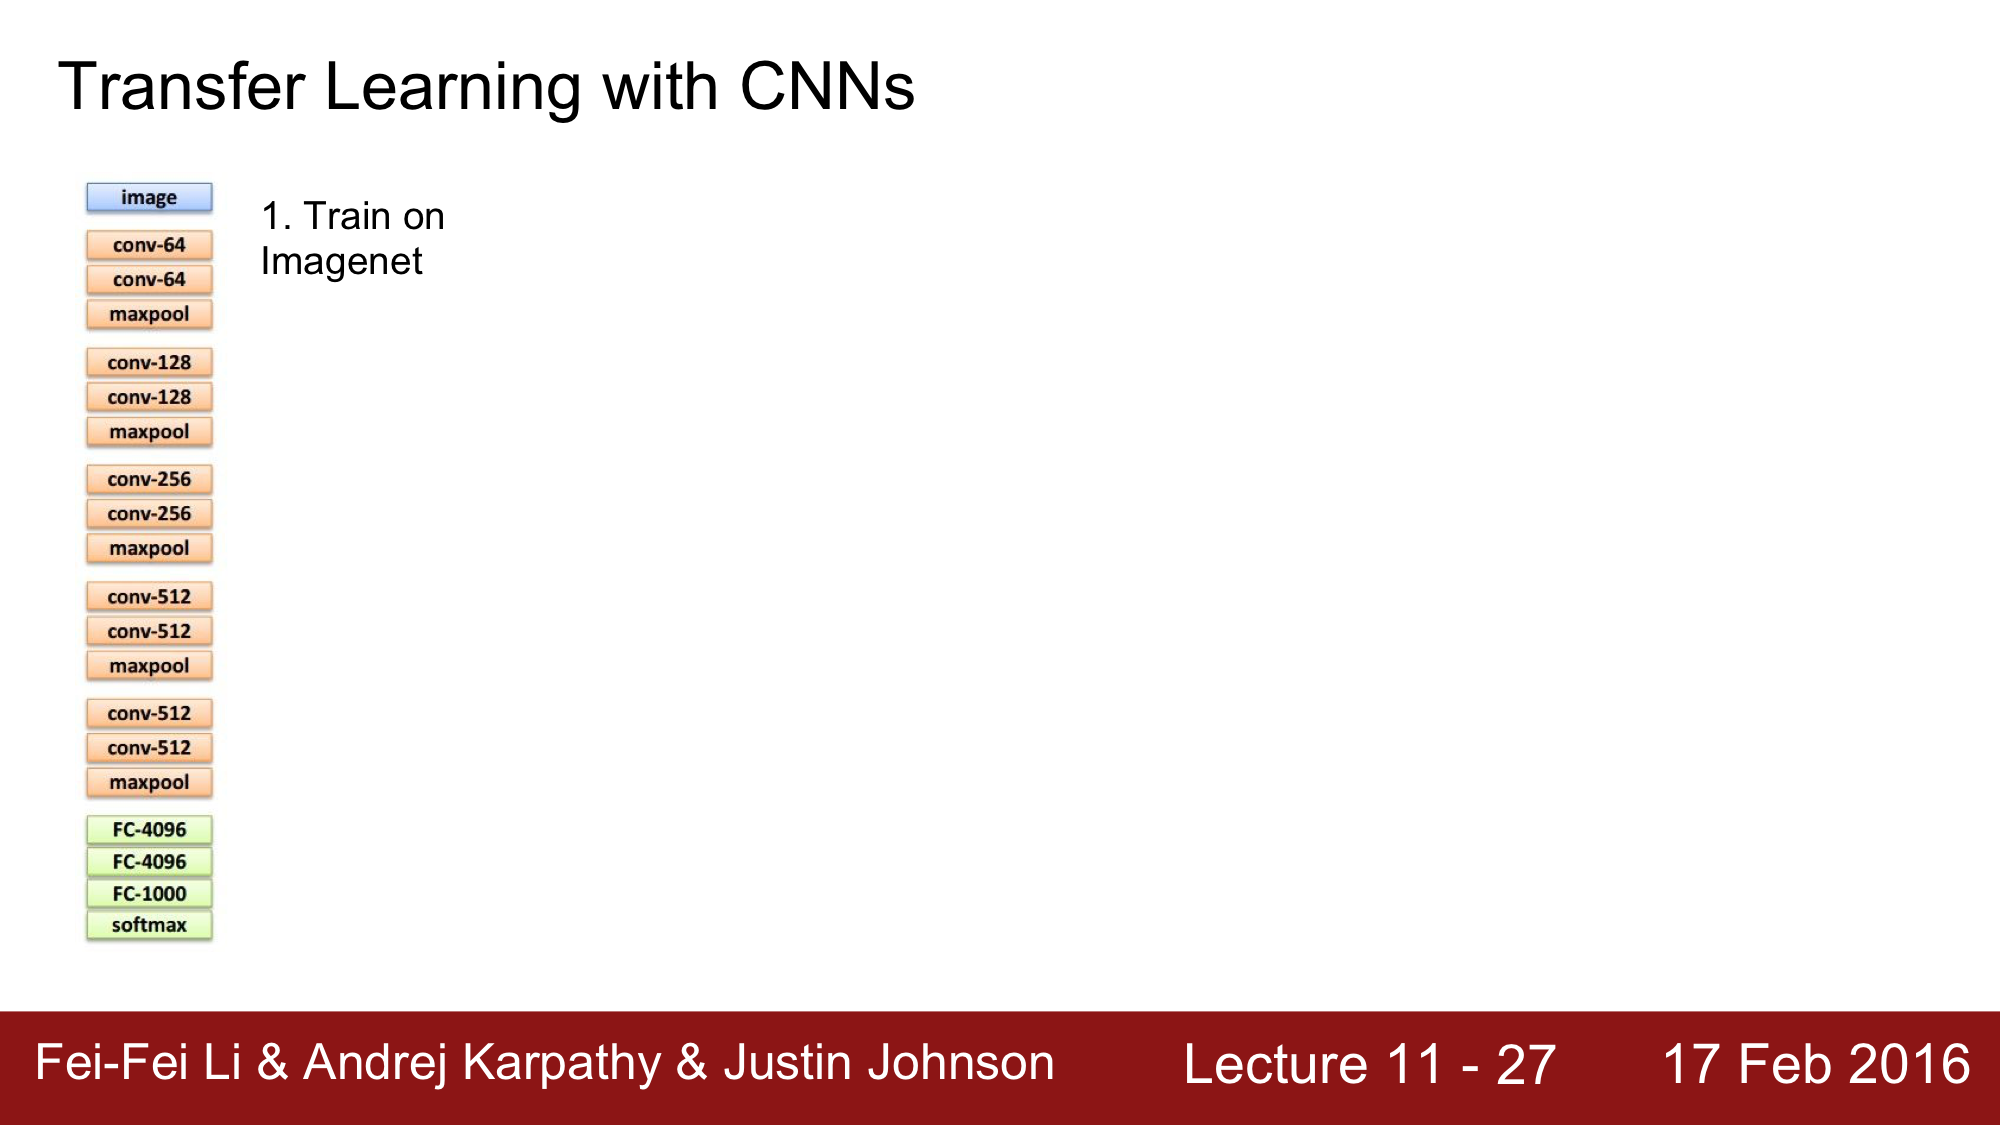 Transfer Learning with CNNs
image
conv-64
conv-64
maxpool
conv-128
conv-128
maxpool
conv-256
conv-256
maxpool
conv-512
conv-512
maxpool
conv-512
conv-512
maxpool
FC-4096
FC-4096
FC-1000
softmax
1. Train on
Imagenet
Fei-Fei Li & Andrej Karpathy & Justin Johnson
Lecture 11 - 27
17 Feb 2016